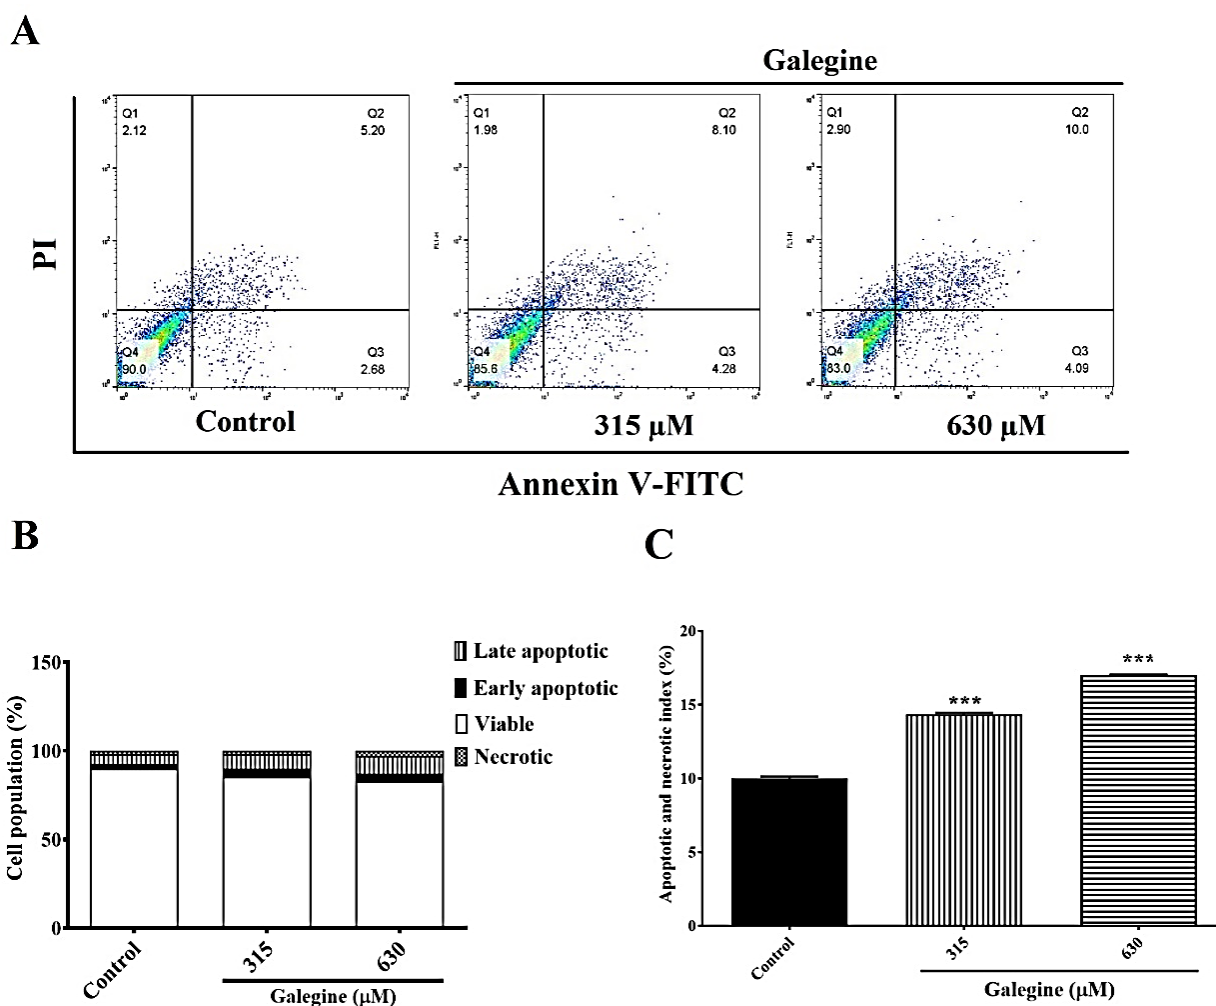 A
Galegine
PI
Q1
2.12
Q2
5.20
Q4
90.0
Q3
2.68
Q1
1.98
Q2
8.10
Q4
85.6
Q3
4.28
Q1
2.90
Q2
10.0
Q4
83.0
Q3
4.09
Control
315 μM
630 μM
Annexin V-FITC
B
Cell population (%)
150
100
50
0
Control
315
630
Galegine (μM)
Late apoptotic
Early apoptotic
Viable
Necrotic
C
Apoptotic and necrotic index (%)
20
15
10
5
0
***
***
Control
315
630
Galegine (μM)